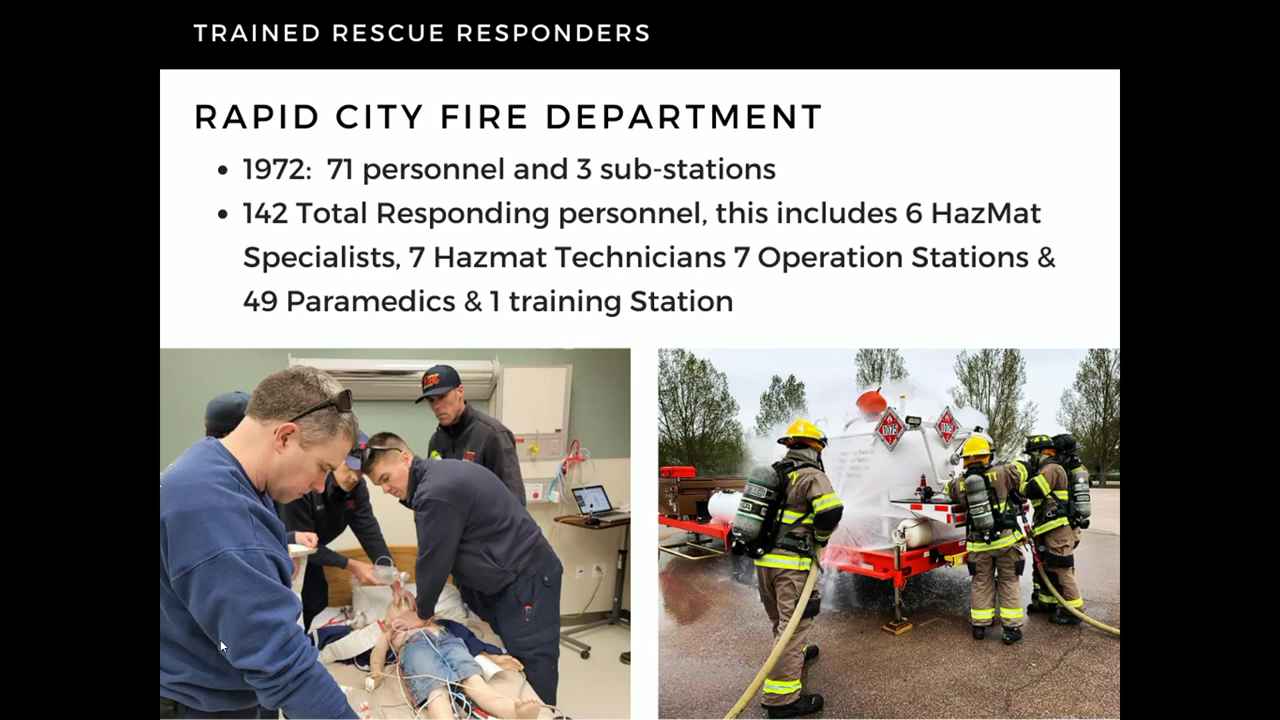 TRAINED RESCUE RESPONDERS
RAPID CITY FIRE DEPARTMENT
• 1972:  71 personnel and 3 sub-stations
• 142 Total Responding personnel, this includes 6 HazMat
Specialists, 7 Hazmat Technicians 7 Operation Stations &
49 Paramedics & 1 training Station
1075